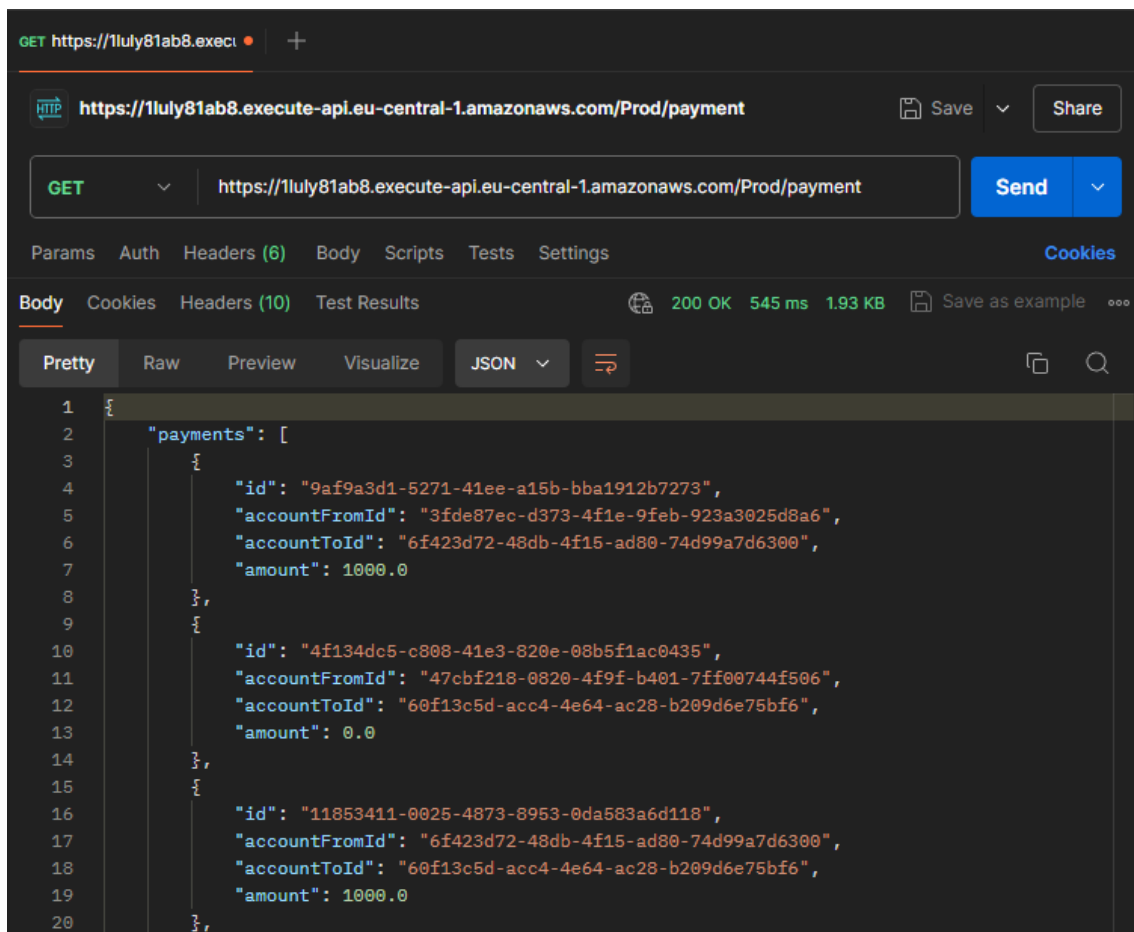 GET https://1luly81ab8.execu
HTTP https://1luly81ab8.execute-api.eu-central-1.amazonaws.com/Prod/payment Save Share
GET https://1luly81ab8.execute-api.eu-central-1.amazonaws.com/Prod/payment Send
Params Auth Headers (6) Body Scripts Tests Settings Cookies
Body Cookies Headers (10) Test Results 200 OK 545 ms 1.93 KB Save as example
Pretty Raw Preview Visualize JSON
1 {
2 "payments": [
3 {
4 "id": "9af9a3d1-5271-41ee-a15b-bba1912b7273",
5 "accountFromId": "3fde87ec-d373-4f1e-9feb-923a3025d8a6",
6 "accountToId": "6f423d72-48db-4f15-ad80-74d99a7d6300",
7 "amount": 1000.0
8 },
9 {
10 "id": "4f134dc5-c808-41e3-820e-08b5f1ac0435",
11 "accountFromId": "47cbf218-0820-4f9f-b401-7ff00744f506",
12 "accountToId": "60f13c5d-acc4-4e64-ac28-b209d6e75bf6",
13 "amount": 0.0
14 },
15 {
16 "id": "11853411-0025-4873-8953-0da583a6d118",
17 "accountFromId": "6f423d72-48db-4f15-ad80-74d99a7d6300",
18 "accountToId": "60f13c5d-acc4-4e64-ac28-b209d6e75bf6",
19 "amount": 1000.0
20 },